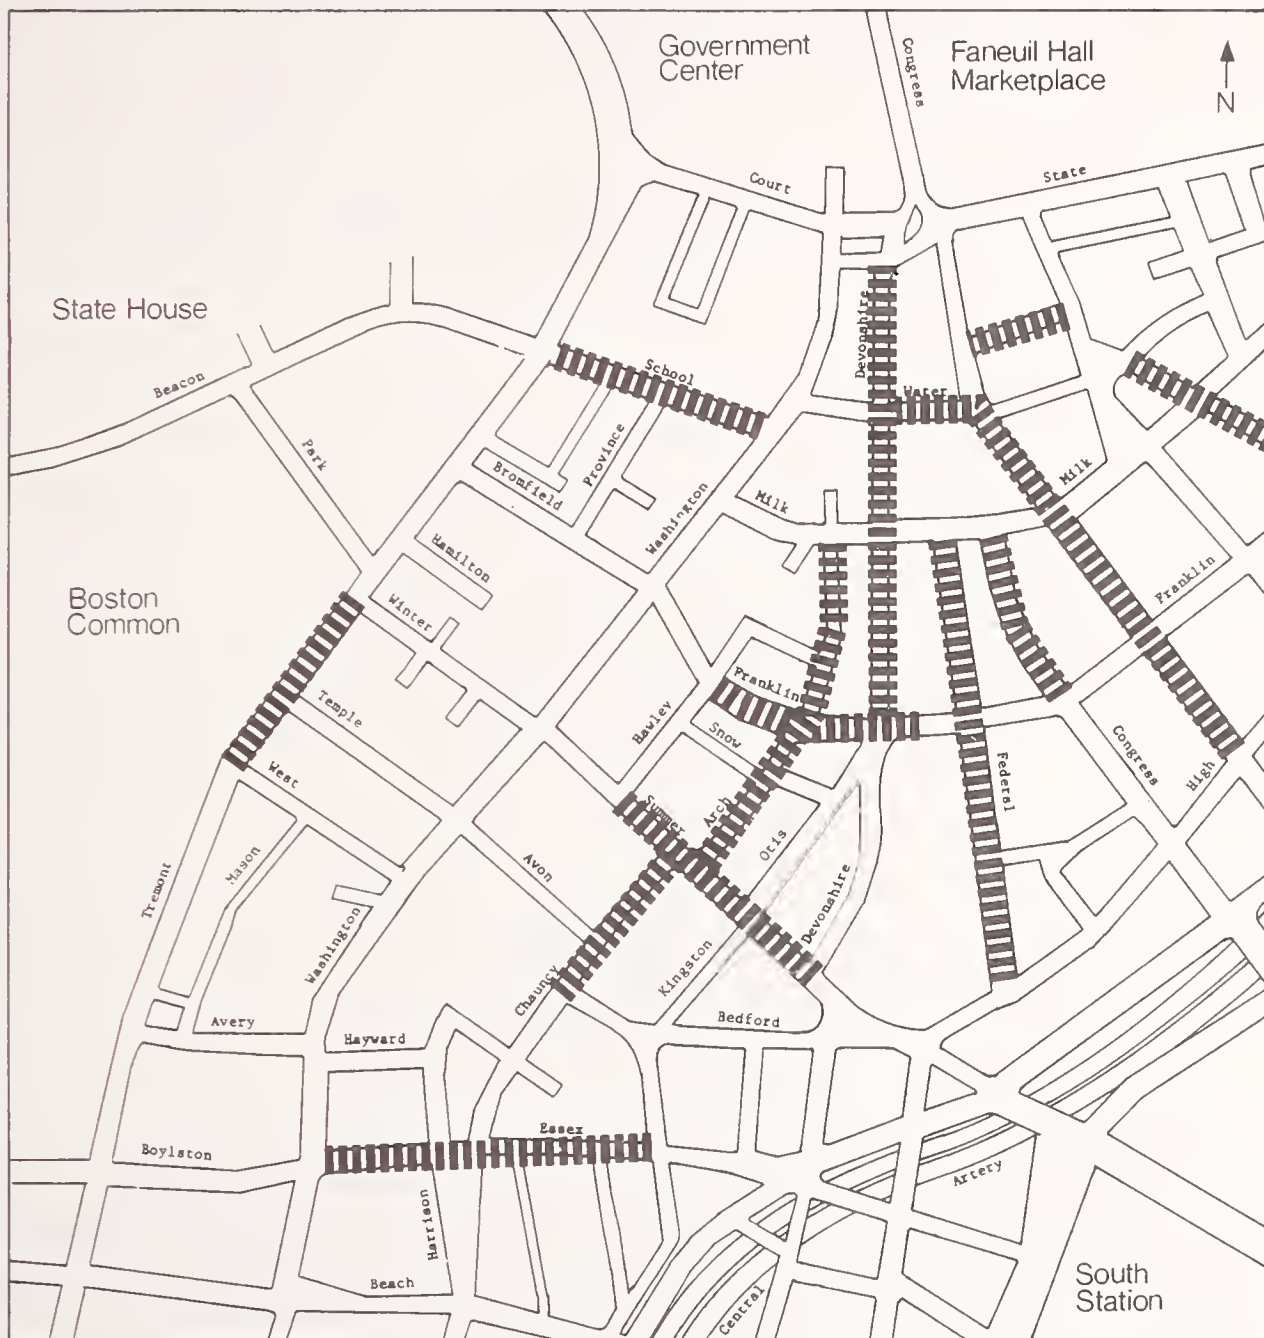 Government
Center
Congress
Faneuil Hall
Marketplace
N
Court
State
State House
Beacon
Devonshire
School
Water
Park
Province
Bromfield
Milk
Washington
Milk
Hamilton
Boston
Common
Winter
Franklin
Temple
Franklin
Hawley
Snow
Congress
High
Federal
West
Summer
Arch
Otis
Mason
Avon
Tremont
Devonshire
Washington
Kingston
Chauncy
Avery
Hayward
Bedford
Essex
Boylston
Artery
Harrison
Beach
South
Station
Central